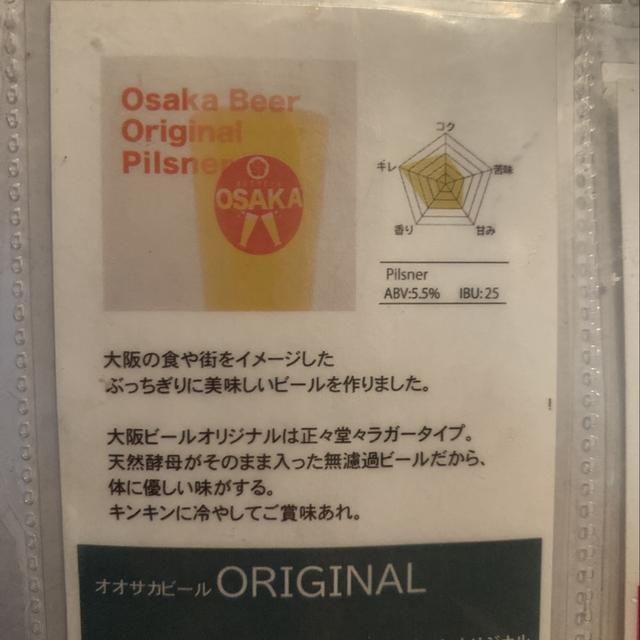 Osaka Beer
Original
Pilsner
OSAKA
コク
キレ
苦味
香り
甘み
Pilsner
ABV:5.5% IBU:25
大阪の食や街をイメージした
ぶっちぎりに美味しいビールを作りました。
大阪ビールオリジナルは正々堂々ラガータイプ。
天然酵母がそのまま入った無濾過ビールだから、
体に優しい味がする。
キンキンに冷やしてご賞味あれ。
オオサカビール ORIGINAL